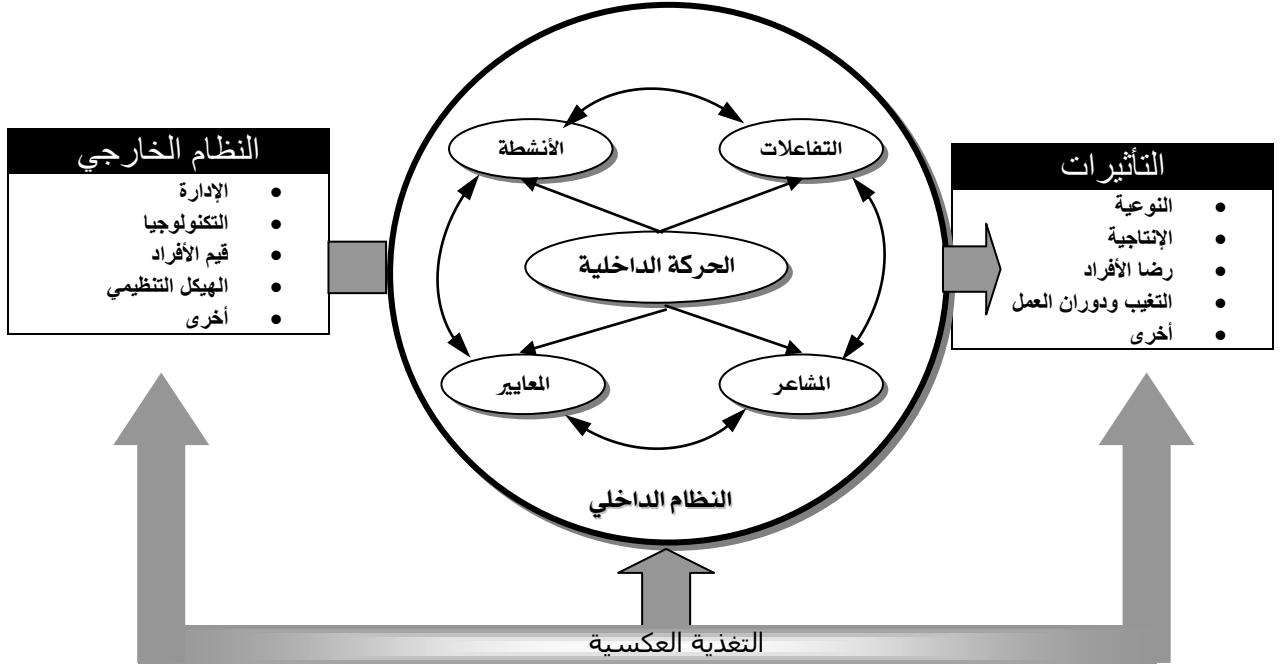 النظام الخارجي
• الإدارة
• التكنولوجيا
• قيم الأفراد
• الهيكل التنظيمي
• أخرى
الأنشطة
التفاعلات
الحركة الداخلية
المعايير
المشاعر
النظام الداخلي
التأثيرات
• النوعية
• الإنتاجية
• رضا الأفراد
• التغيب ودوران العمل
• أخرى
التغذية العكسية